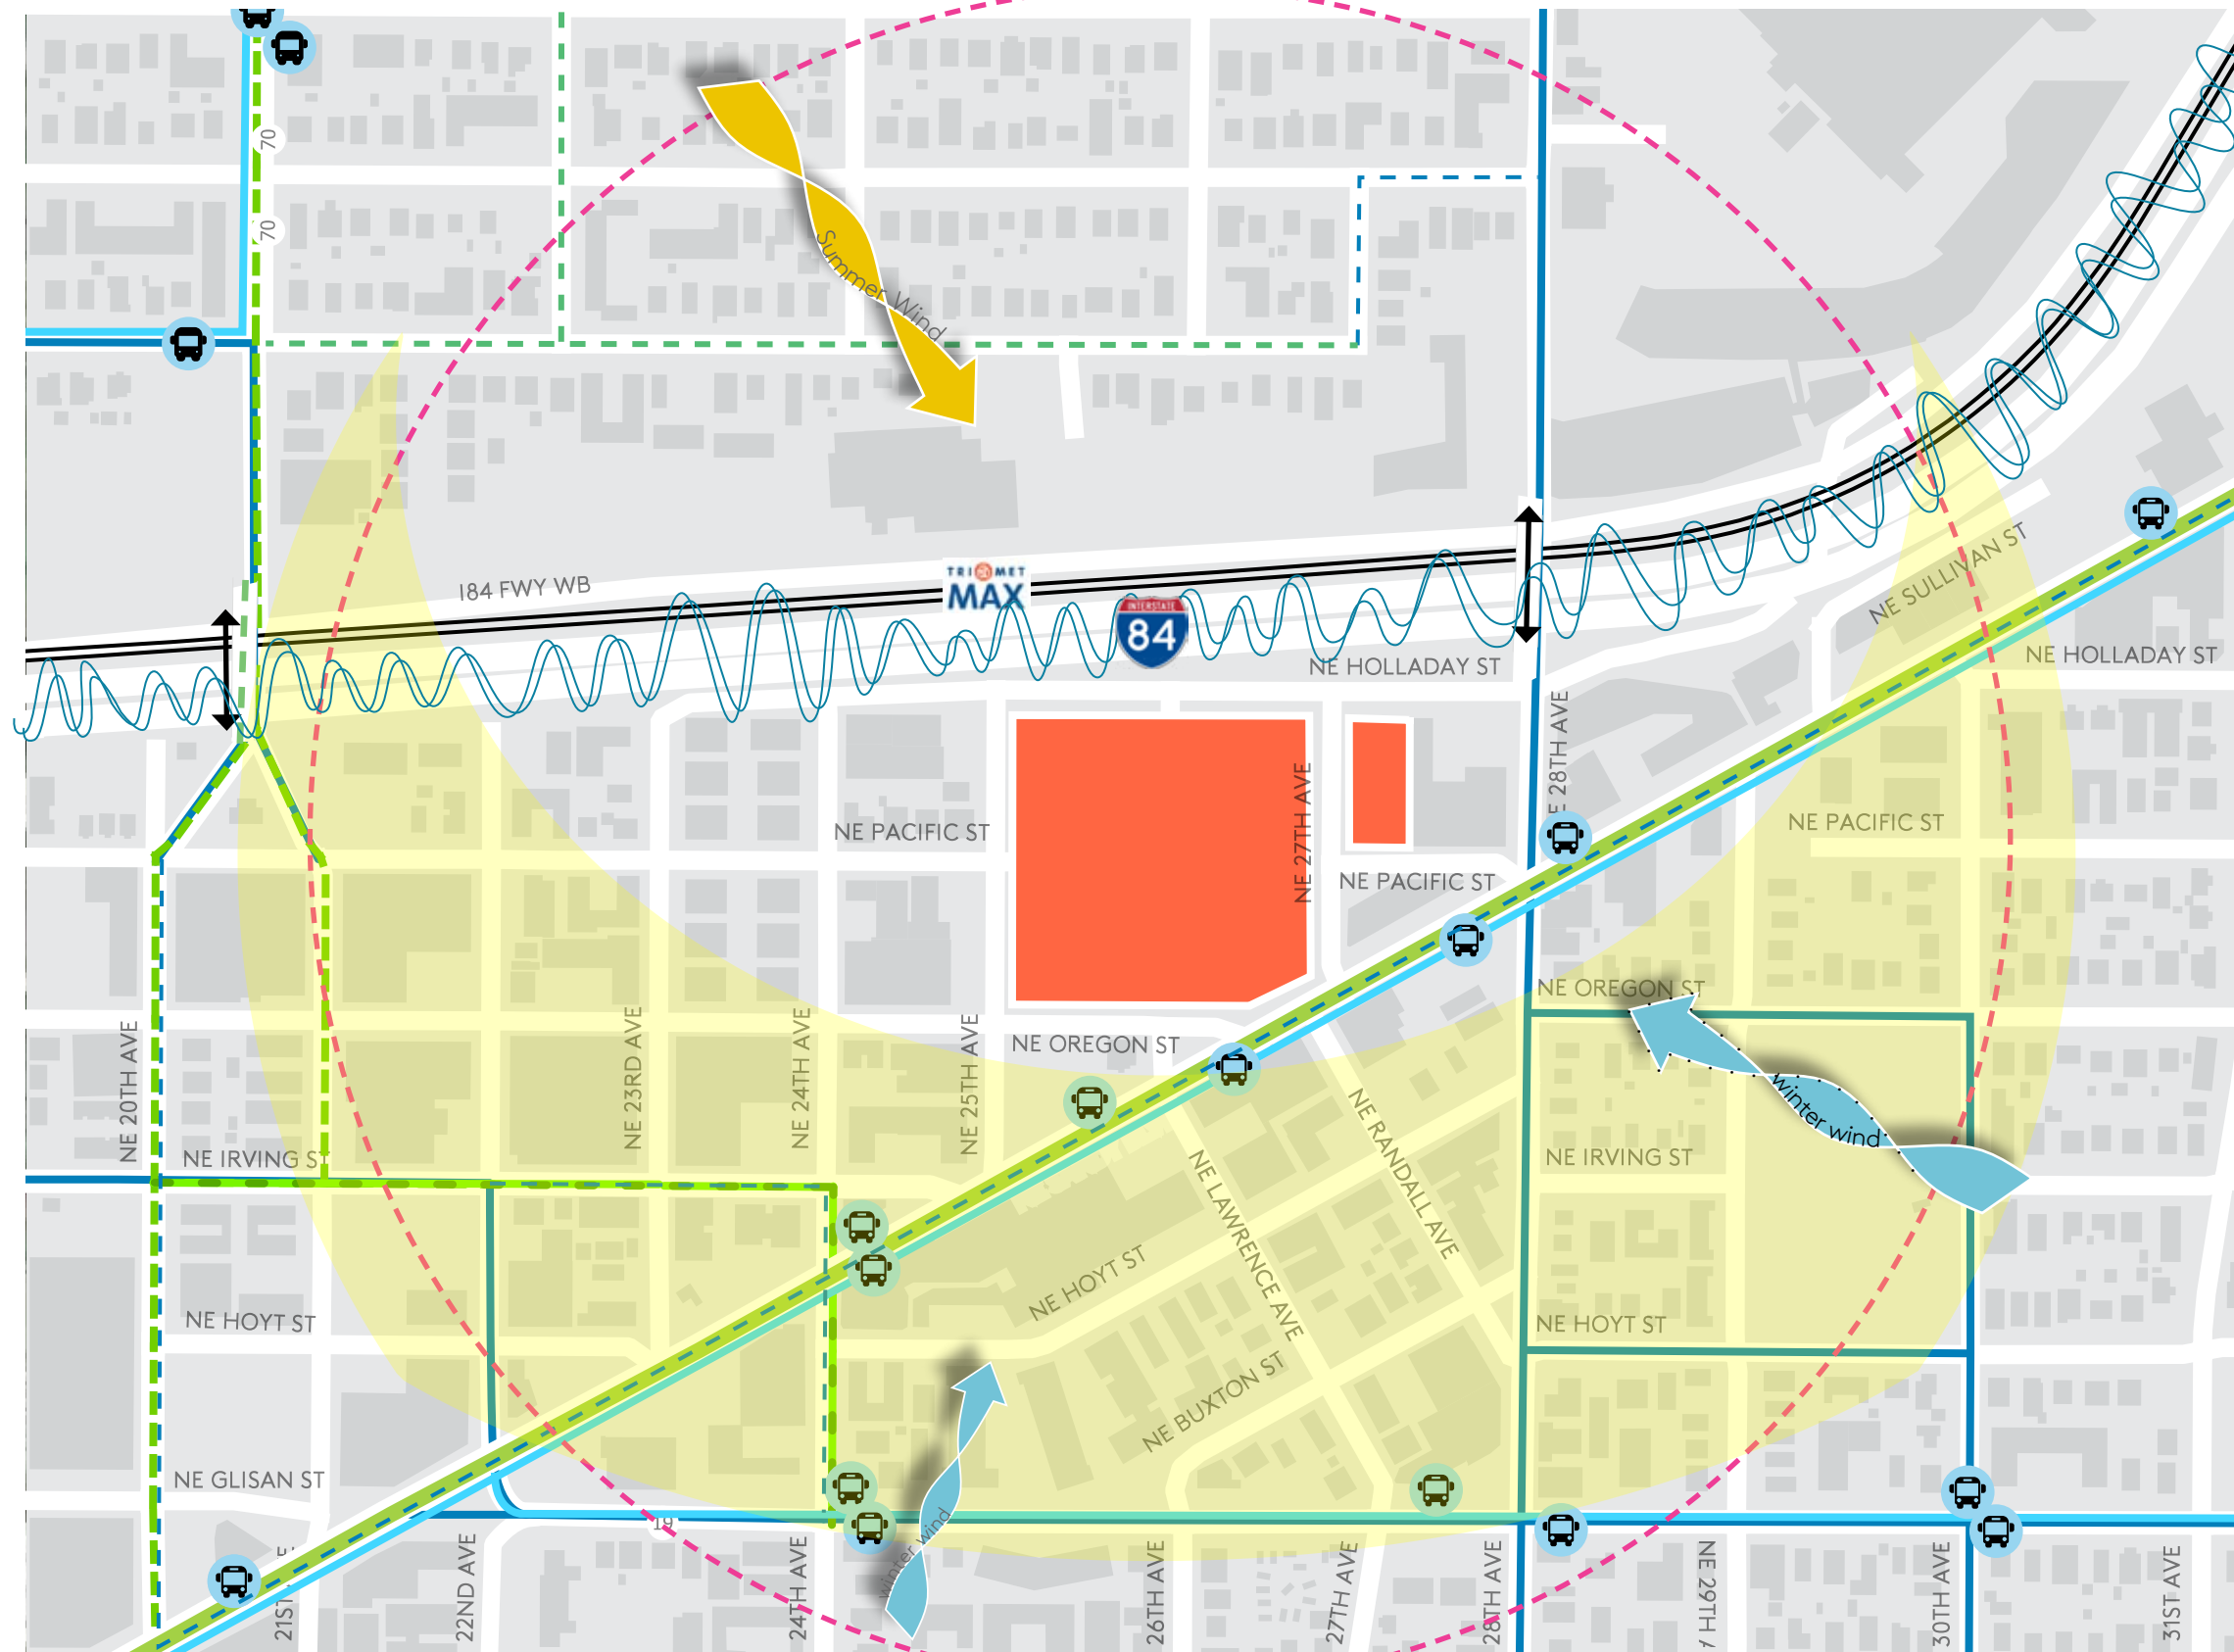 70
70
Summer Wind
I84 FWY WB
TRI MET
MAX
INTERSTATE
84
NE HOLLADAY ST
NE SULLIVAN ST
NE HOLLADAY ST
28TH AVE
NE PACIFIC ST
NE 27TH AVE
NE PACIFIC ST
NE PACIFIC ST
NE OREGON ST
NE OREGON ST
NE 20TH AVE
NE 23RD AVE
NE 24TH AVE
NE 25TH AVE
NE RANDALL AVE
winter wind
NE IRVING ST
NE IRVING ST
NE LAWRENCE AVE
NE HOYT ST
NE HOYT ST
NE HOYT ST
NE BUXTON ST
NE GLISAN ST
19
winter wind
21ST
22ND AVE
24TH AVE
26TH AVE
27TH AVE
28TH AVE
NE 29TH A
30TH AVE
31ST AVE